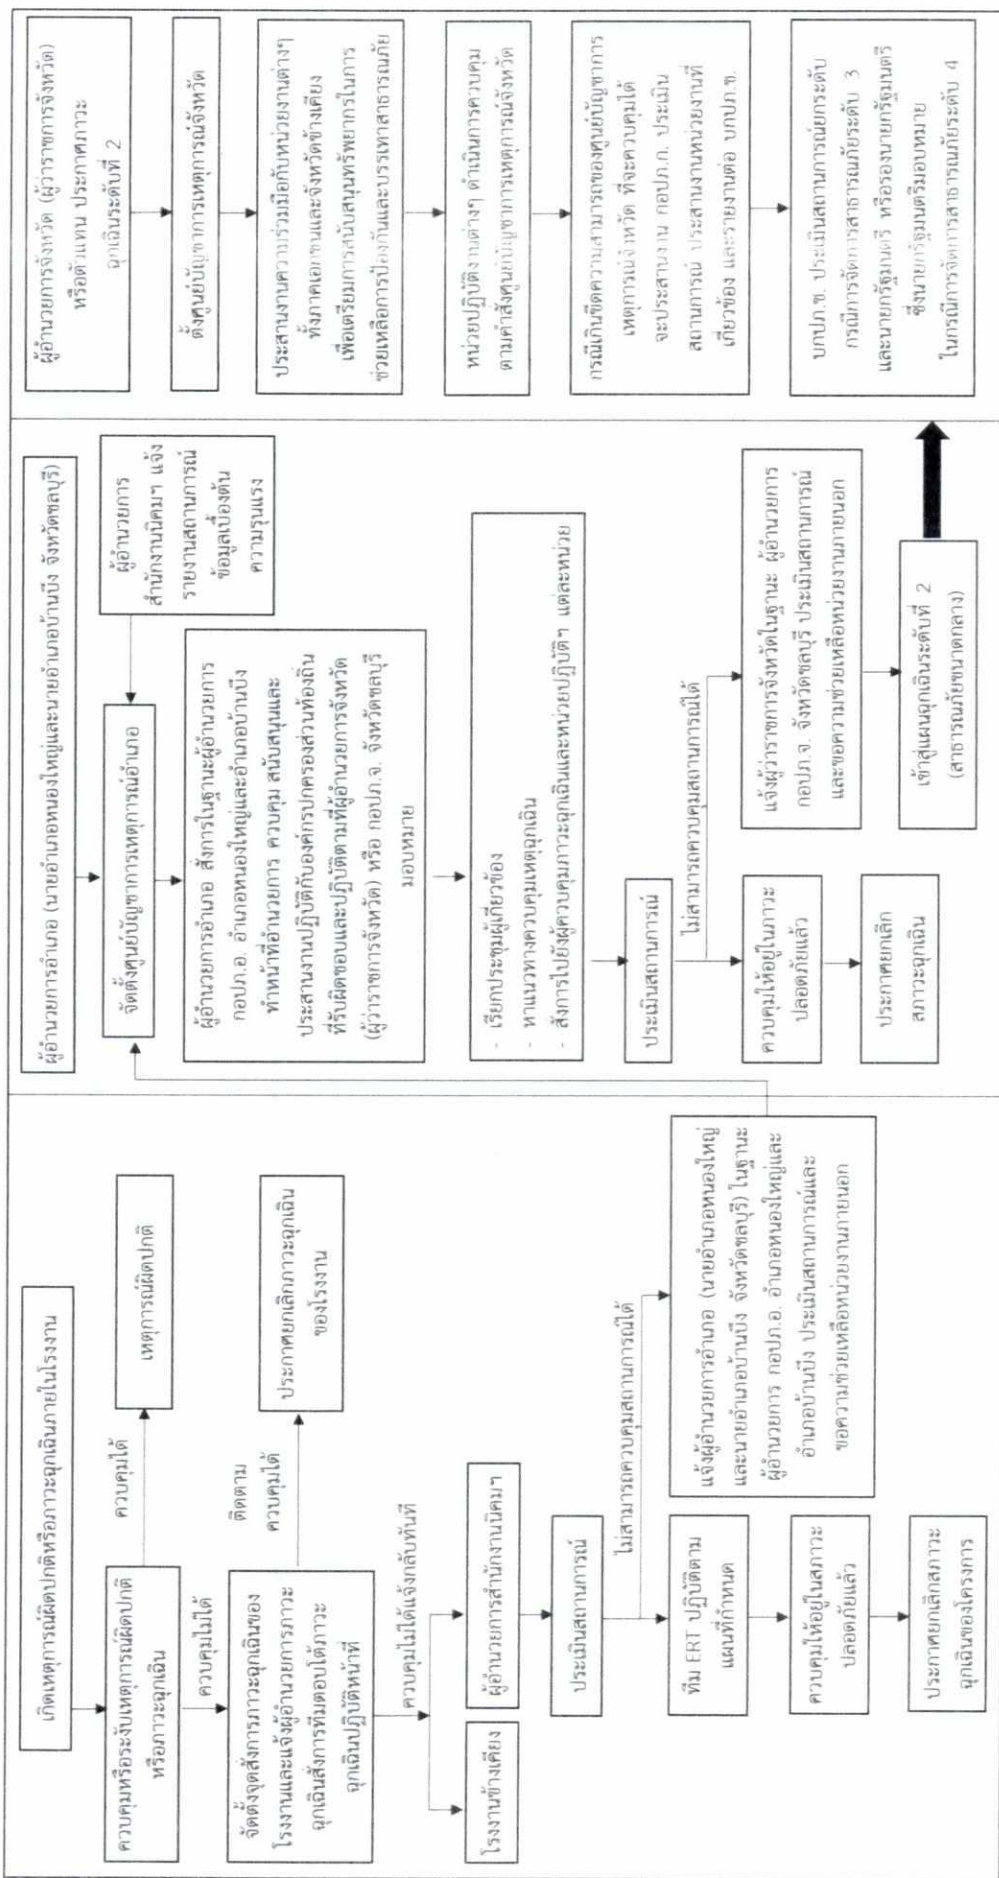 เกิดเหตุการณ์ผิดปกติหรือภาวะฉุกเฉินภายในโรงงาน
ควบคุมหรือระงับเหตุการณ์ผิดปกติ
หรือภาวะฉุกเฉิน
ควบคุมได้
เหตุการณ์ผิดปกติ
ควบคุมไม่ได้
จัดตั้งจุดสั่งการภาวะฉุกเฉินของ
โรงงานและแจ้งผู้อำนวยการภาวะ
ฉุกเฉินสั่งการทีมตอบโต้ภาวะ
ฉุกเฉินปฏิบัติหน้าที่
ติดตาม
ควบคุมได้
ประกาศยกเลิกภาวะฉุกเฉิน
ของโรงงาน
ควบคุมไม่ได้แจ้งกลับทันที
โรงงานข้างเคียง
ผู้อำนวยการสำนักงานนิคมฯ
ประเมินสถานการณ์
ไม่สามารถควบคุมสถานการณ์ได้
ทีม ERT ปฏิบัติตาม
แผนที่กำหนด
ควบคุมให้อยู่ในสภาวะ
ปลอดภัยแล้ว
ประกาศยกเลิกสภาวะ
ฉุกเฉินของโครงการ
แจ้งผู้อำนวยการอำเภอ (นายอำเภอหนองใหญ่
และนายอำเภอบ้านบึง จังหวัดชลบุรี) ในฐานะ
ผู้อำนวยการ กอปภ.อ. อำเภอหนองใหญ่และ
อำเภอบ้านบึง ประเมินสถานการณ์และ
ขอความช่วยเหลือหน่วยงานภายนอก
ผู้อำนวยการอำเภอ (นายอำเภอหนองใหญ่และนายอำเภอบ้านบึง จังหวัดชลบุรี)
จัดตั้งศูนย์บัญชาการเหตุการณ์อำเภอ
ผู้อำนวยการ
สำนักงานนิคมฯ แจ้ง
รายงานสถานการณ์
ข้อมูลเบื้องต้น
ความรุนแรง
ผู้อำนวยการอำเภอ สั่งการในฐานะผู้อำนวยการ
กอปภ.อ. อำเภอหนองใหญ่และอำเภอบ้านบึง
ทำหน้าที่อำนวยการ ควบคุม สนับสนุนและ
ประสานงานปฏิบัติกับองค์กรปกครองส่วนท้องถิ่น
ที่รับผิดชอบและปฏิบัติตามที่ผู้อำนวยการจังหวัด
(ผู้ว่าราชการจังหวัด) หรือ กอปภ.จ. จังหวัดชลบุรี
มอบหมาย
- เรียกประชุมผู้เกี่ยวข้อง
- หาแนวทางควบคุมเหตุฉุกเฉิน
- สั่งการไปยังผู้ควบคุมภาวะฉุกเฉินและหน่วยปฏิบัติฯ แต่ละหน่วย
ประเมินสถานการณ์
ไม่สามารถควบคุมสถานการณ์ได้
ควบคุมให้อยู่ในภาวะ
ปลอดภัยแล้ว
ประกาศยกเลิก
สภาวะฉุกเฉิน
แจ้งผู้ว่าราชการจังหวัดในฐานะ ผู้อำนวยการ
กอปภ.จ. จังหวัดชลบุรี ประเมินสถานการณ์
และขอความช่วยเหลือหน่วยงานภายนอก
เข้าสู่แผนฉุกเฉินระดับที่ 2
(สาธารณภัยขนาดกลาง)
ผู้อำนวยการจังหวัด (ผู้ว่าราชการจังหวัด)
หรือตัวแทน ประกาศภาวะ
ฉุกเฉินระดับที่ 2
ตั้งศูนย์บัญชาการเหตุการณ์จังหวัด
ประสานงานความร่วมมือกับหน่วยงานต่างๆ
ทั้งภาคเอกชนและจังหวัดข้างเคียง
เพื่อเตรียมการสนับสนุนทรัพยากรในการ
ช่วยเหลือการป้องกันและบรรเทาสาธารณภัย
หน่วยปฏิบัติงานต่างๆ ดำเนินการควบคุม
ตามคำสั่งศูนย์บัญชาการเหตุการณ์จังหวัด
กรณีเกินขีดความสามารถของศูนย์บัญชาการ
เหตุการณ์จังหวัด ที่จะควบคุมได้
จะประสานงาน กอปภ.ก. ประเมิน
สถานการณ์ ประสานงานหน่วยงานที่
เกี่ยวข้อง และรายงานต่อ บกปภ.ช.
บกปภ.ช. ประเมินสถานการณ์ยกระดับ
กรณีการจัดการสาธารณภัยระดับ 3
และนายกรัฐมนตรี หรือรองนายกรัฐมนตรี
ซึ่งนายกรัฐมนตรีมอบหมาย
ในกรณีการจัดการสาธารณภัยระดับ 4